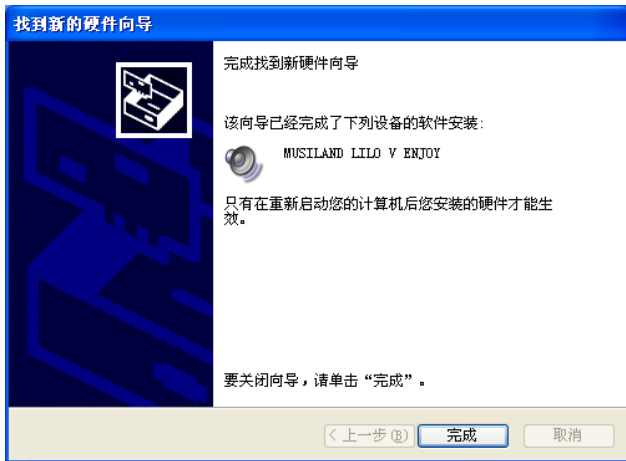 找到新的硬件向导
完成找到新硬件向导
该向导已经完成了下列设备的软件安装:
MUSILAND LILO V ENJOY
只有在重新启动您的计算机后您安装的硬件才能生
效。
要关闭向导，请单击“完成”。
<上一步(B) 完成 取消